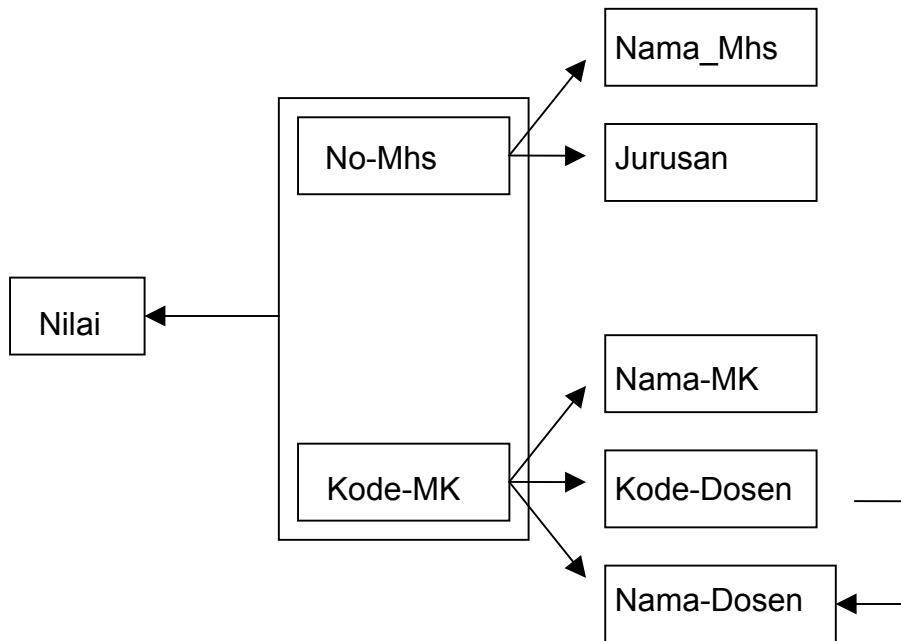 Nama_Mhs
No-Mhs
Jurusan
Nilai
Nama-MK
Kode-MK
Kode-Dosen
Nama-Dosen